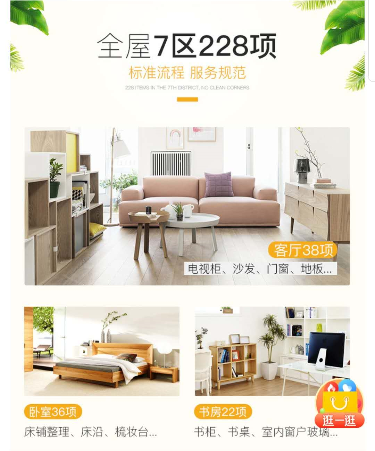 全屋7区228项
标准流程 服务规范
228 ITEMS IN THE 7TH DISTRICT, NO CLEAN CORNERS
客厅38项
电视柜、沙发、门窗、地板...
卧室36项
床铺整理、床沿、梳妆台...
书房22项
书柜、书桌、室内窗户玻璃...
逛一逛